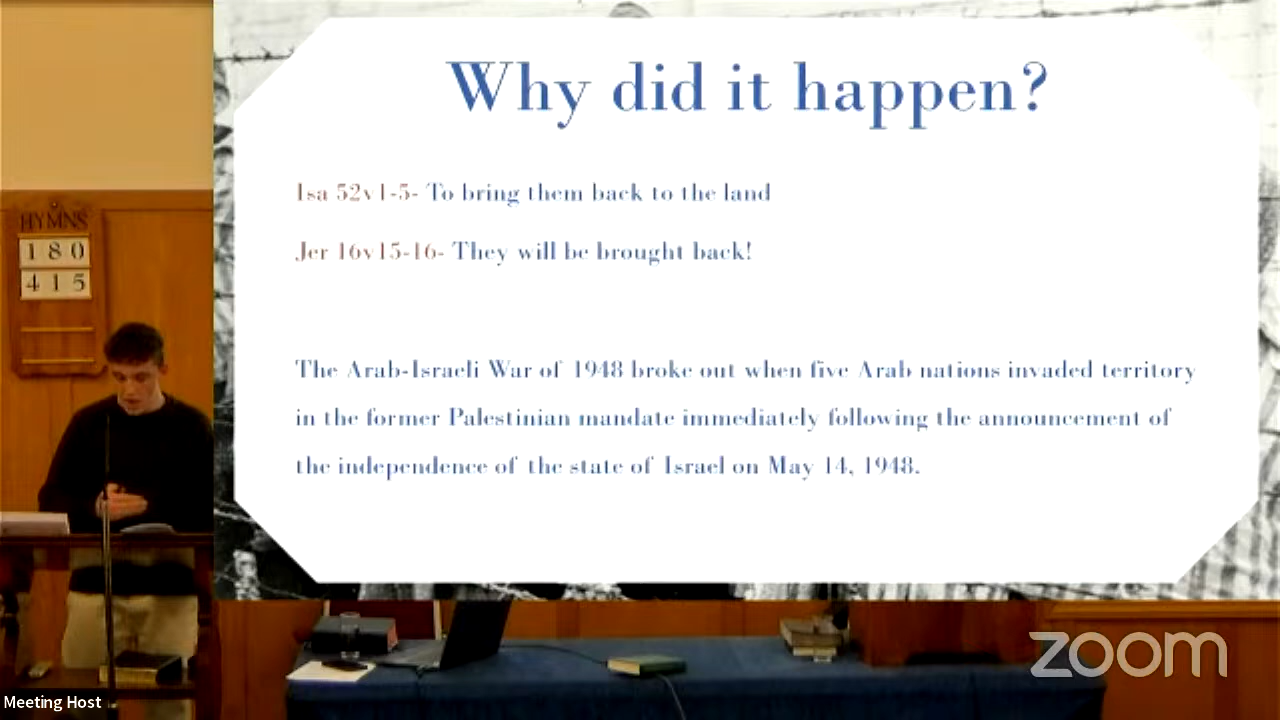 Why did it happen?
Isa 52v1-5- To bring them back to the land
Jer 16v15-16- They will be brought back!
The Arab-Israeli War of 1948 broke out when five Arab nations invaded territory
in the former Palestinian mandate immediately following the announcement of
the independence of the state of Israel on May 14, 1948.
HYMNS
180
415
zoom
Meeting Host